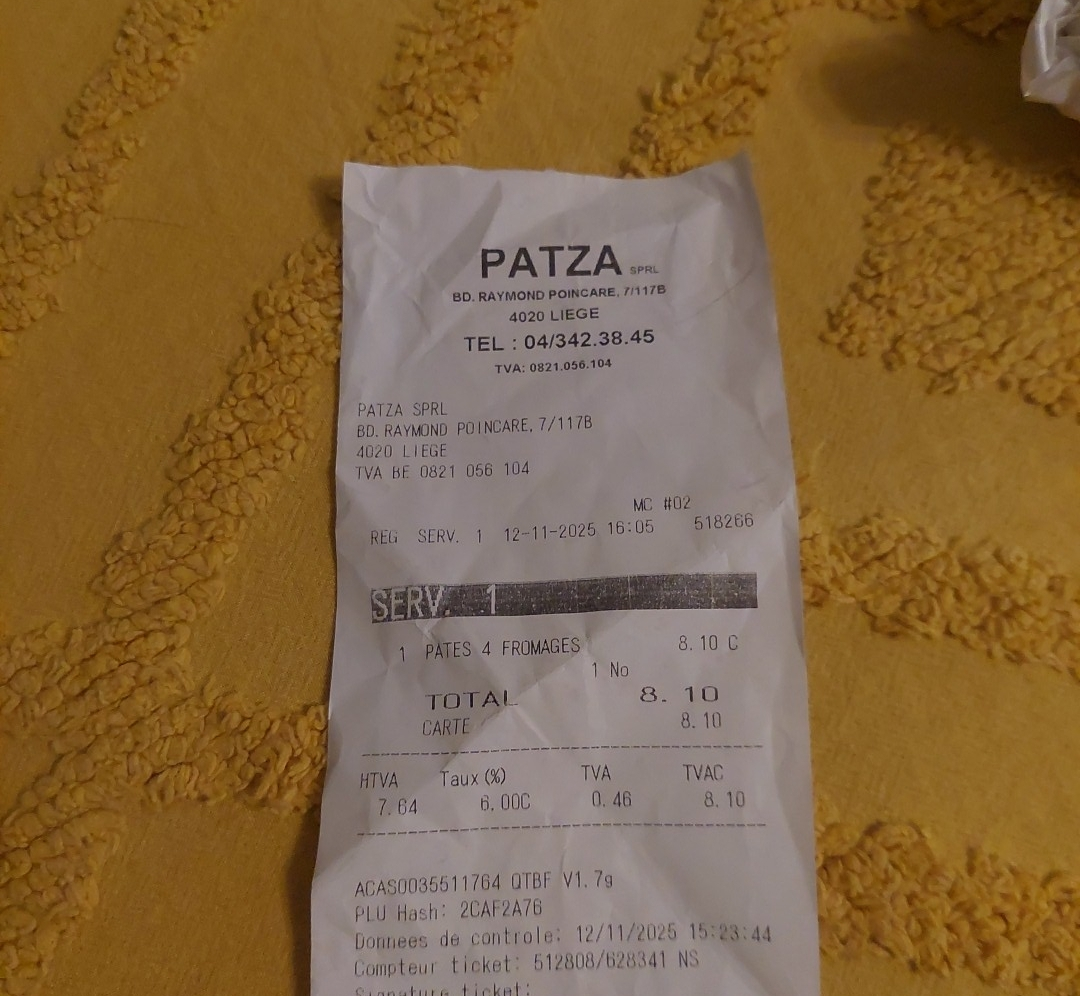 PATZA SPRL
BD. RAYMOND POINCARE, 7/117B
4020 LIEGE
TEL : 04/342.38.45
TVA: 0821.056.104
PATZA SPRL
BD. RAYMOND POINCARE, 7/117B
4020 LIEGE
TVA BE 0821 056 104
MC #02
REG SERV. 1 12-11-2025 16:05 518266
SERV. 1
1 PATES 4 FROMAGES 8.10 C
1 No
TOTAL 8.10
CARTE 8.10
HTVA Taux (%) TVA TVAC
7.64 6.00C 0.46 8.10
ACAS0035511764 QTBF V1.7g
PLU Hash: 2CAF2A76
Donnees de controle: 12/11/2025 15:23:44
Compteur ticket: 512808/628341 NS
Signature ticket: